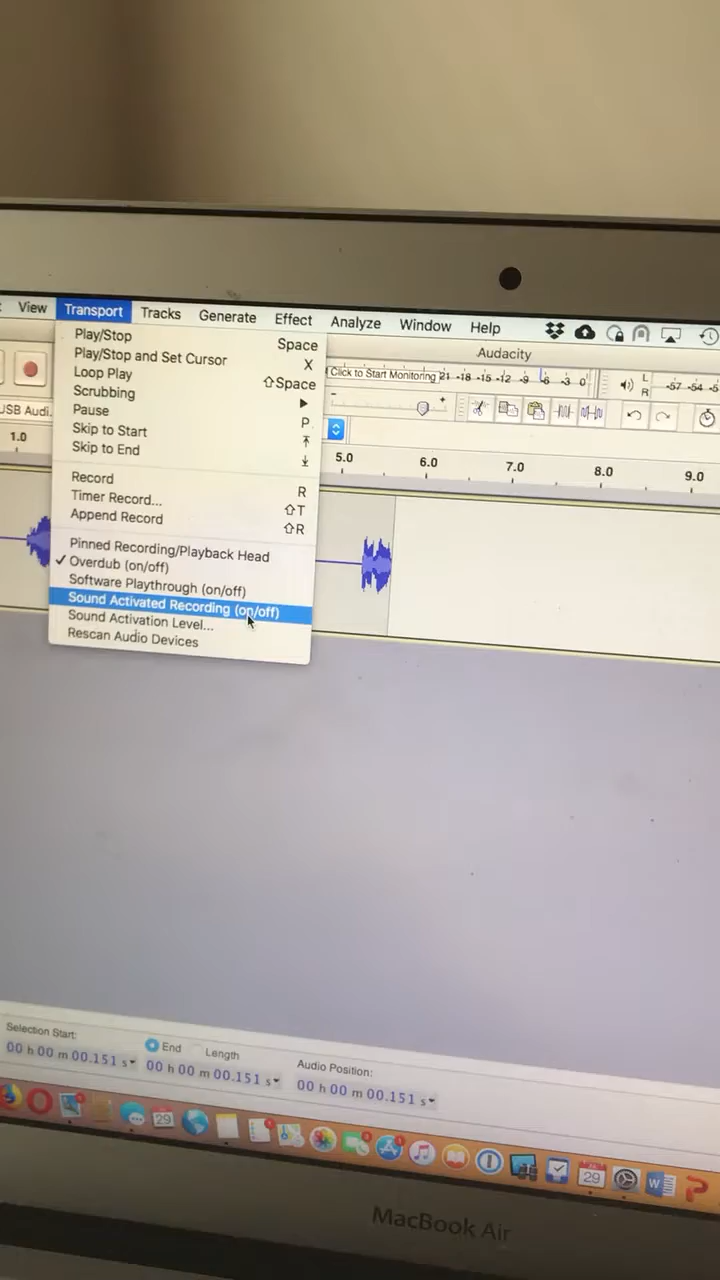 View Transport Tracks Generate Effect Analyze Window Help
Audacity
Play/Stop Space
Play/Stop and Set Cursor X
Loop Play ⇧Space
Scrubbing
Pause P
Skip to Start
Skip to End
Record R
Timer Record... ⇧T
Append Record ⇧R
Pinned Recording/Playback Head
✓ Overdub (on/off)
Software Playthrough (on/off)
Sound Activated Recording (on/off)
Sound Activation Level...
Rescan Audio Devices
Click to Start Monitoring 21 -18 -15 -12 -9 -6 -3 0
L
R
-57 -54
- +
USB Audi...
1.0 5.0 6.0 7.0 8.0 9.0
Selection Start: End Length Audio Position:
00 h 00 m 00.151 s 00 h 00 m 00.151 s 00 h 00 m 00.151 s
29
29
W
MacBook Air